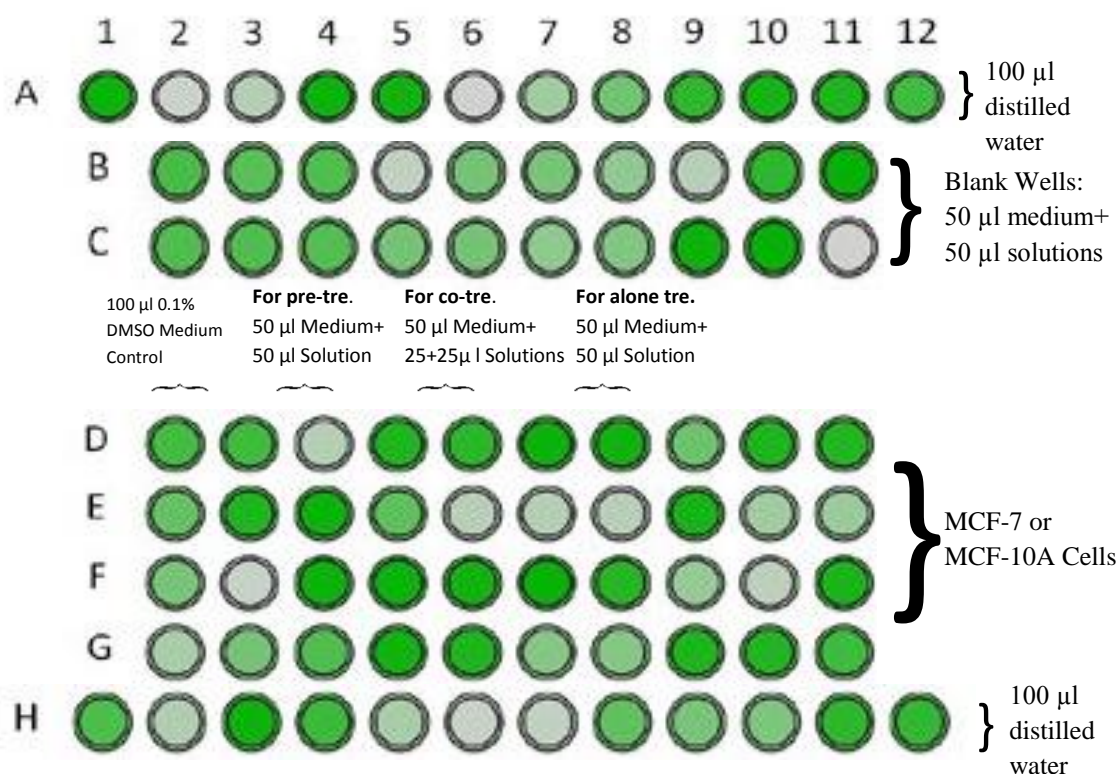 1 2 3 4 5 6 7 8 9 10 11 12
A
100 µl
distilled
water
B
C
Blank Wells:
50 µl medium+
50 µl solutions
100 µl 0.1%
DMSO Medium
Control
For pre-tre.
50 µl Medium+
50 µl Solution
For co-tre.
50 µl Medium+
25+25µ l Solutions
For alone tre.
50 µl Medium+
50 µl Solution
D
E
F
G
MCF-7 or
MCF-10A Cells
H
100 µl
distilled
water